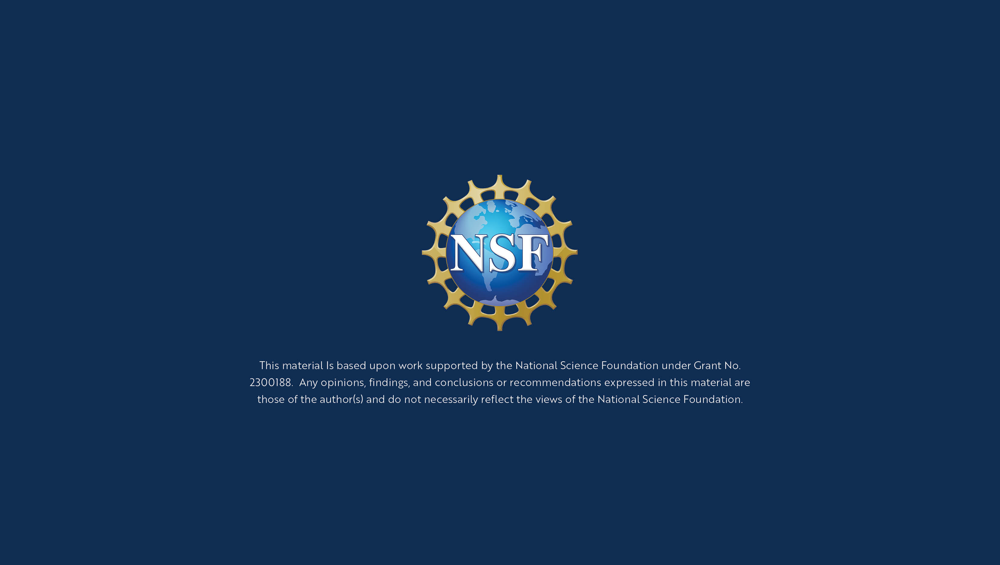 NSF
This material Is based upon work supported by the National Science Foundation under Grant No.
2300188.  Any opinions, findings, and conclusions or recommendations expressed in this material are
those of the author(s) and do not necessarily reflect the views of the National Science Foundation.